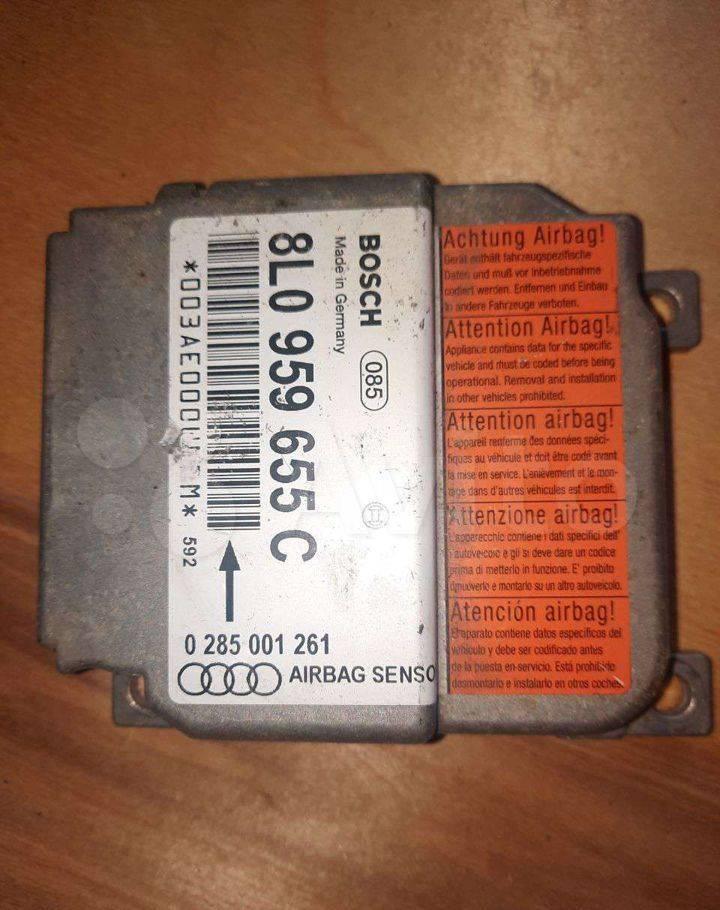 BOSCH
085
Made in Germany
8L0 959 655 C
592
0 285 001 261
AIRBAG SENSO
Achtung Airbag!
Gerät enthält fahrzeugspezifische
Daten und muß vor Inbetriebnahme
codiert werden. Entfernen und Einbau
in andere Fahrzeuge verboten.
Attention Airbag!
Appliance contains data for the specific
vehicle and must be coded before being
operational. Removal and installation
in other vehicles prohibited.
Attention airbag!
L'appareil renferme des données spéci-
fiques au véhicule et doit être codé avant
la mise en service. L'enlèvement et le mon-
tage dans d'autres véhicules est interdit.
Attenzione airbag!
L'apparecchio contiene i dati specifici dell'
autoveicolo e gli si deve dare un codice
prima di metterlo in funzione. E' proibito
rimuoverlo e montarlo su un altro autoveicolo.
Atención airbag!
El aparato contiene datos específicos del
vehículo y debe ser codificado antes
de la puesta en-servicio. Está prohibido
desmontarlo e instalarlo en otros coches.